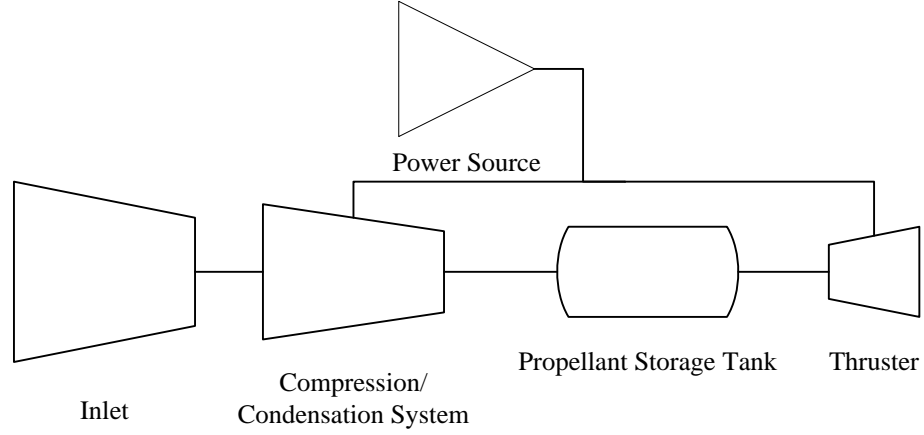 Power Source
Propellant Storage Tank
Thruster
Compression/
Condensation System
Inlet